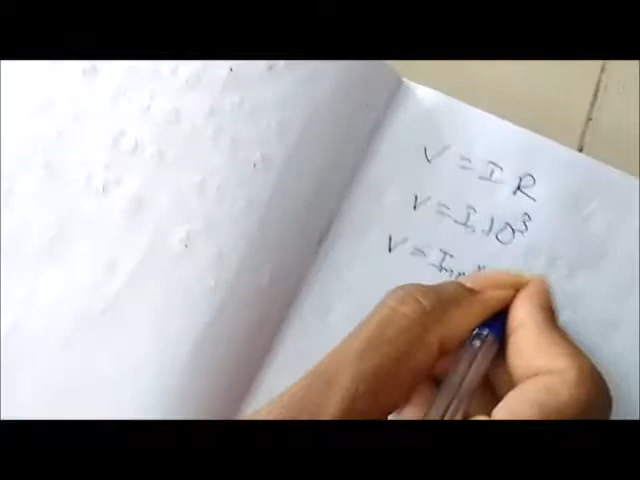 V = I R
V = I.10³
V = I